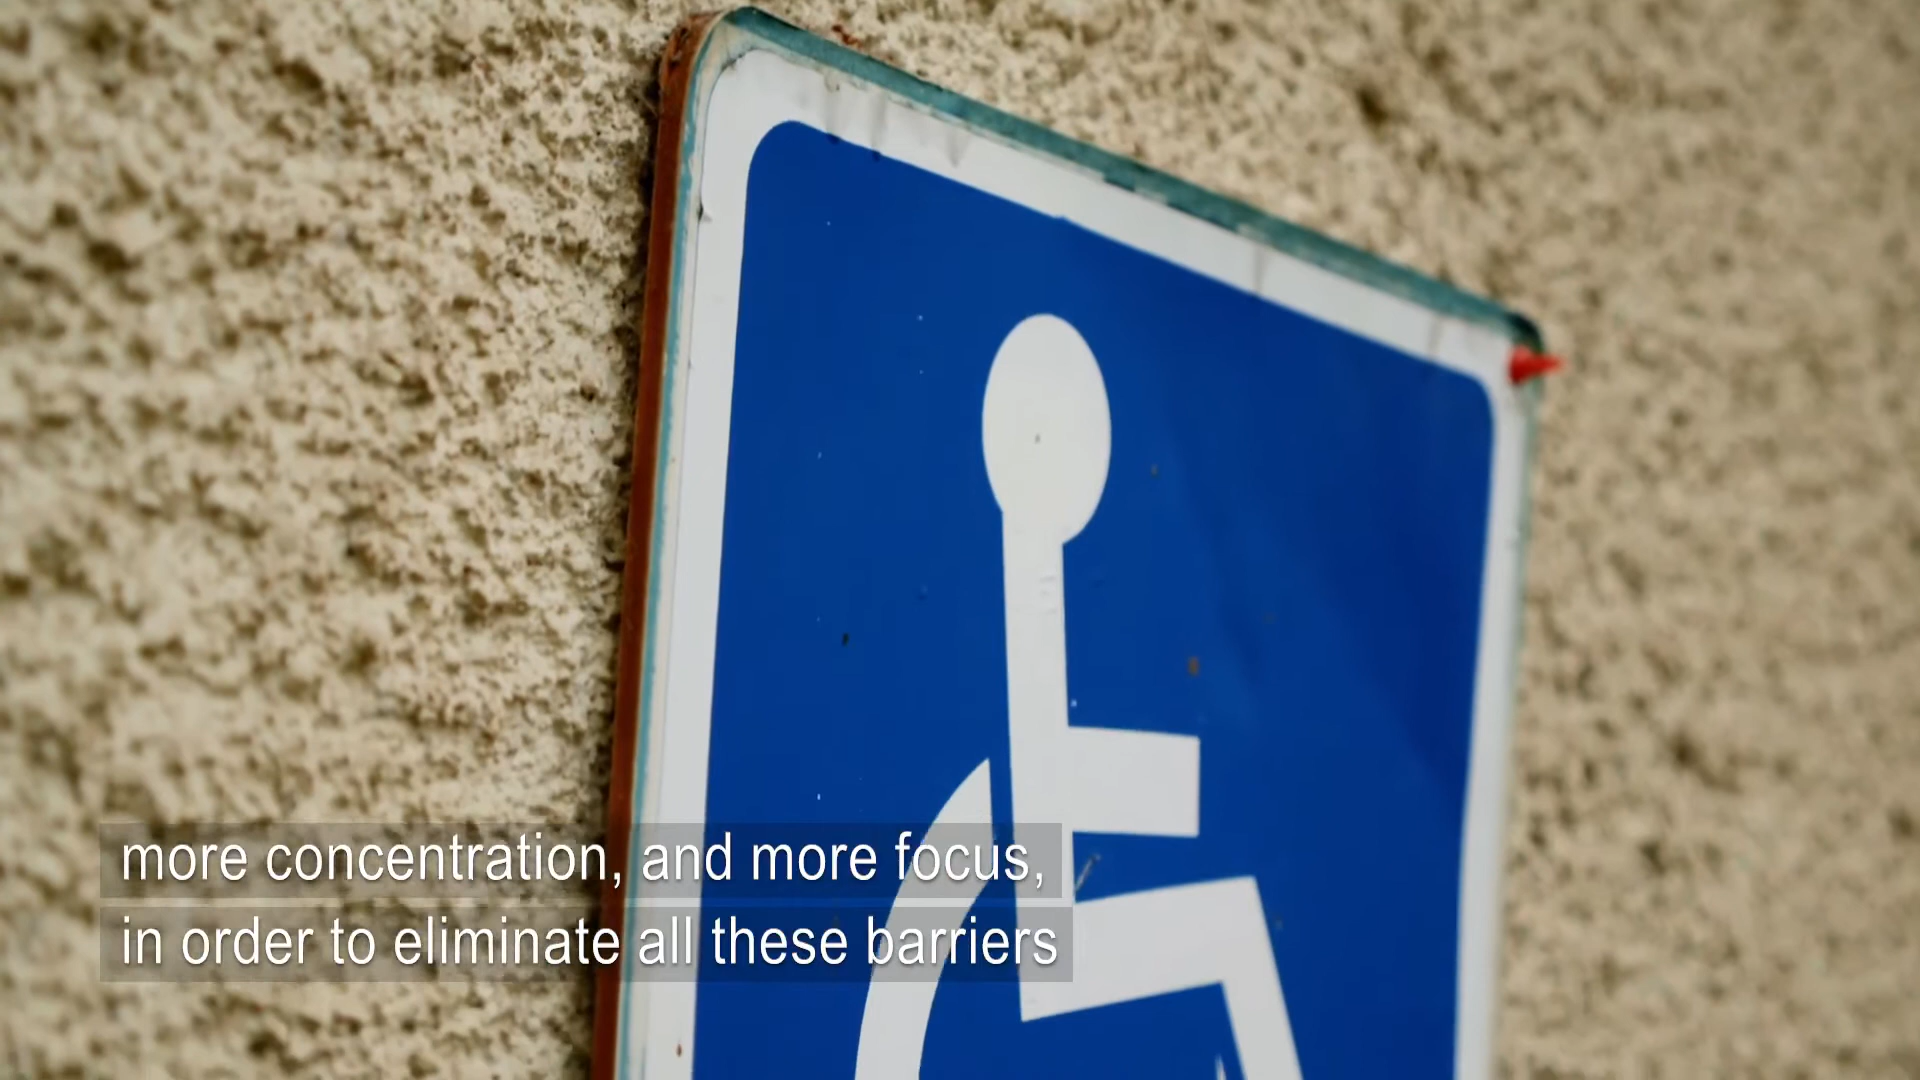 more concentration, and more focus,
in order to eliminate all these barriers